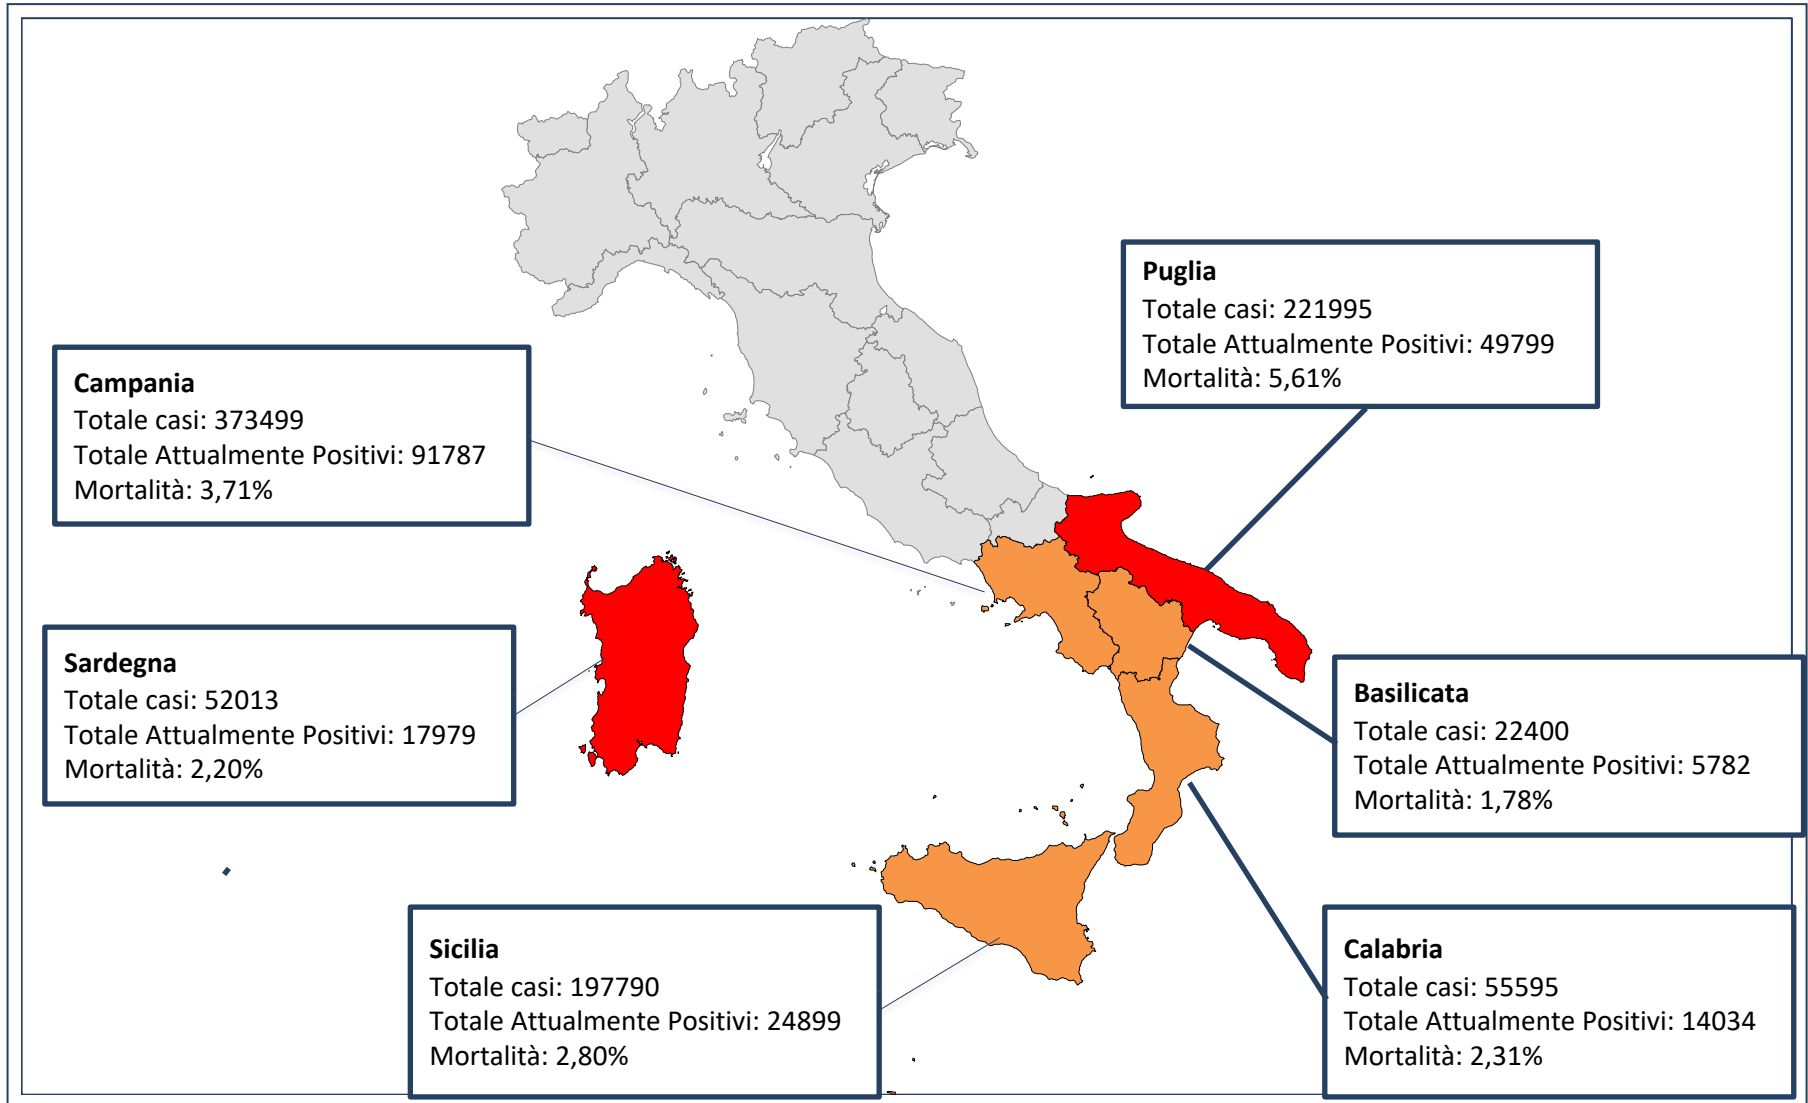 Puglia
Totale casi: 221995
Totale Attualmente Positivi: 49799
Mortalità: 5,61%
Campania
Totale casi: 373499
Totale Attualmente Positivi: 91787
Mortalità: 3,71%
Sardegna
Totale casi: 52013
Totale Attualmente Positivi: 17979
Mortalità: 2,20%
Basilicata
Totale casi: 22400
Totale Attualmente Positivi: 5782
Mortalità: 1,78%
Sicilia
Totale casi: 197790
Totale Attualmente Positivi: 24899
Mortalità: 2,80%
Calabria
Totale casi: 55595
Totale Attualmente Positivi: 14034
Mortalità: 2,31%